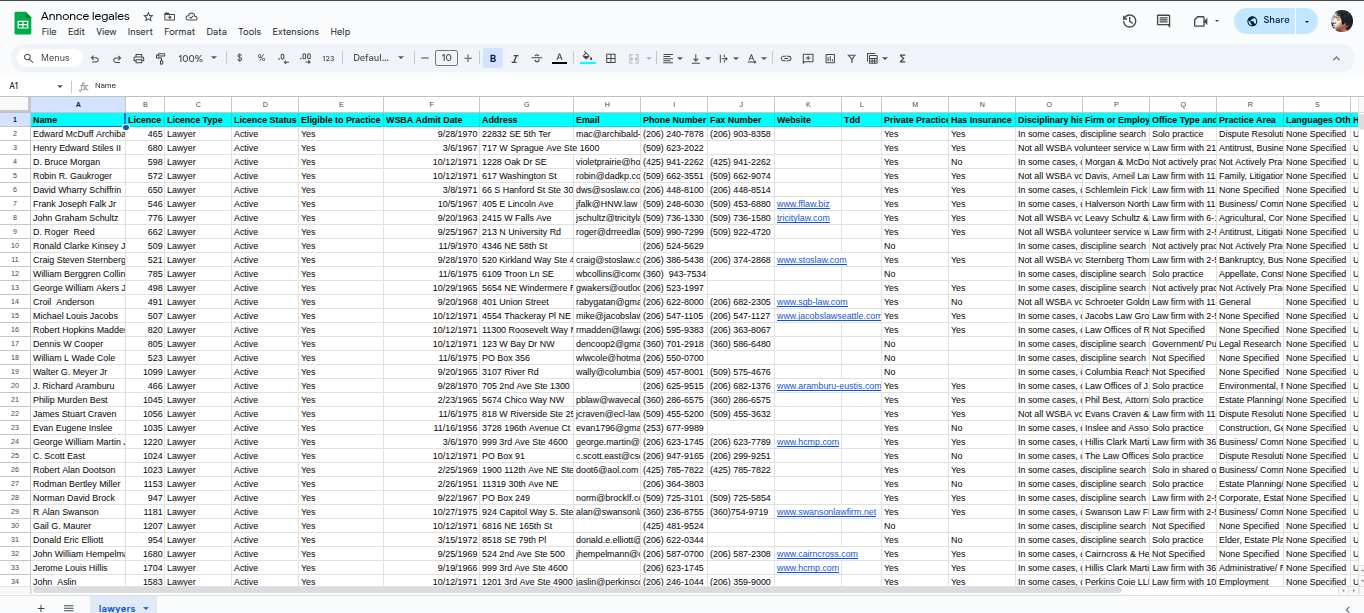 Annonce legales
File Edit View Insert Format Data Tools Extensions Help
Share
Menus 100% $ % .0 .00 123 Defaul... 10 B I A
A1 Name
A B C D E F G H I J K L M N O P Q R S
1 Name Licence Licence Type Licence Status Eligible to Practice WSBA Admit Date Address Email Phone Number Fax Number Website Tdd Private Practice Has Insurance Disciplinary his Firm or Employ Office Type and Practice Area Languages Oth H
2 Edward McDuff Archiba 465 Lawyer Active Yes 9/28/1970 22832 SE 5th Ter mac@archibald- (206) 240-7878 (903) 903-8358 Yes Yes In some cases, discipline search Solo practice Dispute Resoluti None Specified U
3 Henry Edward Stiles II 680 Lawyer Active Yes 3/6/1967 717 W Sprague Ave Ste 1600 (509) 623-2022 Yes Yes Not all WSBA volunteer service w Law firm with 21 Antitrust, Busine None Specified U
4 D. Bruce Morgan 598 Lawyer Active Yes 10/12/1971 1228 Oak Dr SE violetprairie@ho (425) 941-2262 (425) 941-2262 Yes No In some cases, Morgan & McDo Not actively prac Not Actively Pra None Specified U
5 Robin R. Gaukroger 572 Lawyer Active Yes 10/12/1971 617 Washington St robin@dadkp.co (509) 662-3551 (509) 662-9074 Yes Yes Not all WSBA vo Davis, Arneil Law Law firm with 11 Family, Litigation None Specified U
6 David Wharry Schiffrin 650 Lawyer Active Yes 3/8/1971 66 S Hanford St Ste 30 dws@soslaw.co (206) 448-8100 (206) 448-8514 Yes Yes In some cases, Schlemlein Fick Law firm with 11 None Specified None Specified U
7 Frank Joseph Falk Jr 546 Lawyer Active Yes 10/5/1967 405 E Lincoln Ave jfalk@HNW.law (509) 248-6030 (509) 453-6880 www.fflaw.biz Yes Yes In some cases, Halverson North Law firm with 11 Business/ Comm None Specified U
8 John Graham Schultz 776 Lawyer Active Yes 9/20/1963 2415 W Falls Ave jschultz@tricityla (509) 736-1330 (509) 736-1580 tricitylaw.com Yes Yes Not all WSBA vo Leavy Schultz & Law firm with 6- Agricultural, Cor None Specified U
9 D. Roger Reed 662 Lawyer Active Yes 9/25/1967 213 N University Rd roger@drreedlav (509) 990-7299 (509) 922-4720 Yes Yes Not all WSBA volunteer service w Law firm with 2-5 Antitrust, Litigati None Specified U
10 Ronald Clarke Kinsey J 509 Lawyer Active Yes 11/9/1970 4346 NE 58th St (206) 524-5629 No In some cases, discipline search Not actively prac Not Actively Pra None Specified U
11 Craig Steven Sternberg 521 Lawyer Active Yes 9/28/1970 520 Kirkland Way Ste 4 craig@stoslaw.c (206) 386-5438 (206) 374-2868 www.stoslaw.com Yes Yes Not all WSBA vo Sternberg Thom Law firm with 2-5 Bankruptcy, Bus None Specified U
12 William Berggren Collin 785 Lawyer Active Yes 11/6/1975 6109 Troon Ln SE wbcollins@comc (360) 943-7534 No In some cases, discipline search Solo practice Appellate, Const None Specified U
13 George William Akers J 498 Lawyer Active Yes 10/29/1965 5654 NE Windermere F gwakers@outloo (206) 523-1997 Yes Yes In some cases, discipline search Not actively prac Not Actively Pra None Specified U
14 Croil Anderson 491 Lawyer Active Yes 9/20/1968 401 Union Street rabygatan@gma (206) 622-8000 (206) 682-2305 www.sgb-law.com Yes No Not all WSBA vo Schroeter Goldn Law firm with 11 General None Specified U
15 Michael Louis Jacobs 507 Lawyer Active Yes 10/12/1971 4554 Thackeray Pl NE mike@jacobslaw (206) 547-1105 (206) 547-1127 www.jacobslawseattle.com Yes Yes In some cases, Jacobs Law Gro Law firm with 2-5 None Specified None Specified U
16 Robert Hopkins Madder 820 Lawyer Active Yes 10/12/1971 11300 Roosevelt Way N rmadden@lawga (206) 595-9383 (206) 363-8067 Yes Yes In some cases, Law Offices of R Not Specified None Specified None Specified U
17 Dennis W Cooper 805 Lawyer Active Yes 10/12/1971 123 W Bay Dr NW dencoop2@gma (360) 701-2918 (360) 586-6480 No In some cases, discipline search Government/ Pu Legal Research None Specified U
18 William L Wade Cole 523 Lawyer Active Yes 11/6/1975 PO Box 356 wlwcole@hotma (206) 550-0700 No In some cases, discipline search Not Specified None Specified None Specified U
19 Walter G. Meyer Jr 1099 Lawyer Active Yes 9/20/1965 3107 River Rd wally@columbia (509) 457-8001 (509) 575-4676 No In some cases, Columbia Reach Not Specified None Specified None Specified U
20 J. Richard Aramburu 466 Lawyer Active Yes 9/28/1970 705 2nd Ave Ste 1300 (206) 625-9515 (206) 682-1376 www.aramburu-eustis.com Yes Yes In some cases, Law Offices of J. Solo practice Environmental, F None Specified U
21 Philip Murden Best 1045 Lawyer Active Yes 2/23/1965 5674 Chico Way NW pblaw@wavecal (360) 286-6575 (360) 286-6575 Yes Yes In some cases, Phil Best, Attorn Solo practice Estate Planning/ None Specified U
22 James Stuart Craven 1056 Lawyer Active Yes 11/6/1975 818 W Riverside Ste 25 jcraven@ecl-law (509) 455-5200 (509) 455-3632 Yes Yes Not all WSBA vo Evans Craven & Law firm with 11 Dispute Resoluti None Specified U
23 Evan Eugene Inslee 1035 Lawyer Active Yes 11/16/1956 3728 196th Avenue Ct evan1796@gma (253) 677-9989 Yes No In some cases, Inslee and Asso Solo practice Construction, Ge None Specified U
24 George William Martin J 1220 Lawyer Active Yes 3/6/1970 999 3rd Ave Ste 4600 george.martin@ (206) 623-1745 (206) 623-7789 www.hcmp.com Yes Yes In some cases, Hillis Clark Marti Law firm with 36 Business/ Comm None Specified U
25 C. Scott East 1024 Lawyer Active Yes 10/12/1971 PO Box 91 c.scott.east@cs (206) 947-9165 (206) 299-9251 Yes No In some cases, The Law Offices Solo practice Dispute Resoluti None Specified U
26 Robert Alan Dootson 1023 Lawyer Active Yes 2/25/1969 1900 112th Ave NE Ste doot6@aol.com (425) 785-7822 (425) 785-7822 Yes Yes In some cases, discipline search Solo in shared o Business/ Comm None Specified U
27 Rodman Bertley Miller 1153 Lawyer Active Yes 2/26/1951 11319 30th Ave NE (206) 364-3803 Yes No In some cases, discipline search Solo practice Estate Planning/ None Specified U
28 Norman David Brock 947 Lawyer Active Yes 9/22/1967 PO Box 249 norm@brocklf.co (509) 725-3101 (509) 725-5854 Yes Yes In some cases, discipline search Law firm with 2-5 Corporate, Estat None Specified U
29 R Alan Swanson 1181 Lawyer Active Yes 10/27/1975 924 Capitol Way S. Ste alan@swansonla (360) 236-8755 (360)754-9719 www.swansonlawfirm.net Yes Yes In some cases, Swanson Law F Law firm with 2-5 Business/ Comm None Specified U
30 Gail G. Maurer 1207 Lawyer Active Yes 10/12/1971 6816 NE 165th St (425) 481-9524 No In some cases, discipline search Not Specified None Specified None Specified U
31 Donald Eric Elliott 954 Lawyer Active Yes 3/15/1972 8518 SE 79th Pl donald.e.elliott@ (206) 622-0344 Yes No In some cases, discipline search Solo practice Elder, Estate Pla None Specified U
32 John William Hempelma 1680 Lawyer Active Yes 9/25/1969 524 2nd Ave Ste 500 jhempelmann@c (206) 587-0700 (206) 587-2308 www.cairncross.com Yes Yes In some cases, Cairncross & He Not Specified None Specified None Specified U
33 Jerome Louis Hillis 1704 Lawyer Active Yes 9/19/1966 999 3rd Ave Ste 4600 (206) 623-1745 www.hcmp.com Yes Yes In some cases, Hillis Clark Marti Law firm with 36 Administrative/ F None Specified U
34 John Aslin 1583 Lawyer Active Yes 10/12/1971 1201 3rd Ave Ste 4900 jaslin@perkinsc (206) 246-1044 (206) 359-9000 Yes Yes In some cases, Perkins Coie LLP Law firm with 10 Employment None Specified U
lawyers